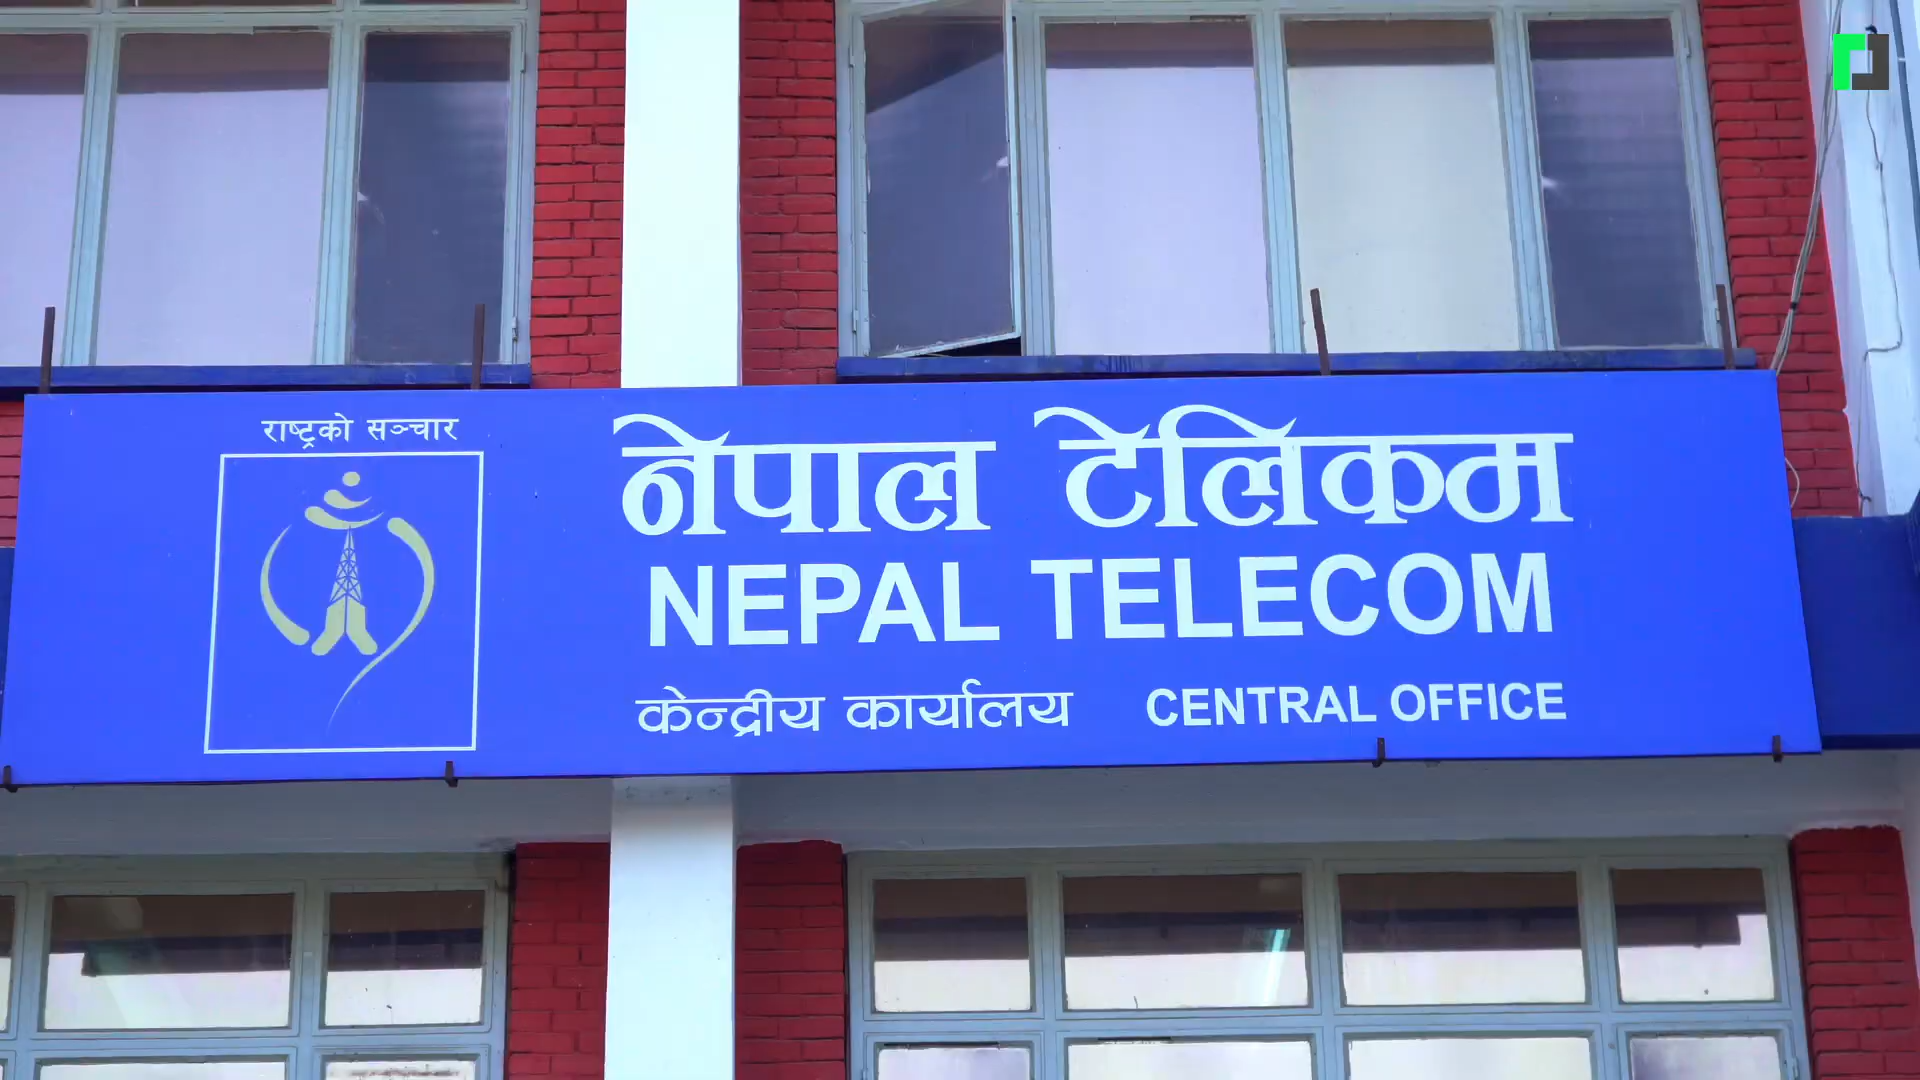 राष्ट्रको सञ्चार
नेपाल टेलिकम
NEPAL TELECOM
केन्द्रीय कार्यालय CENTRAL OFFICE